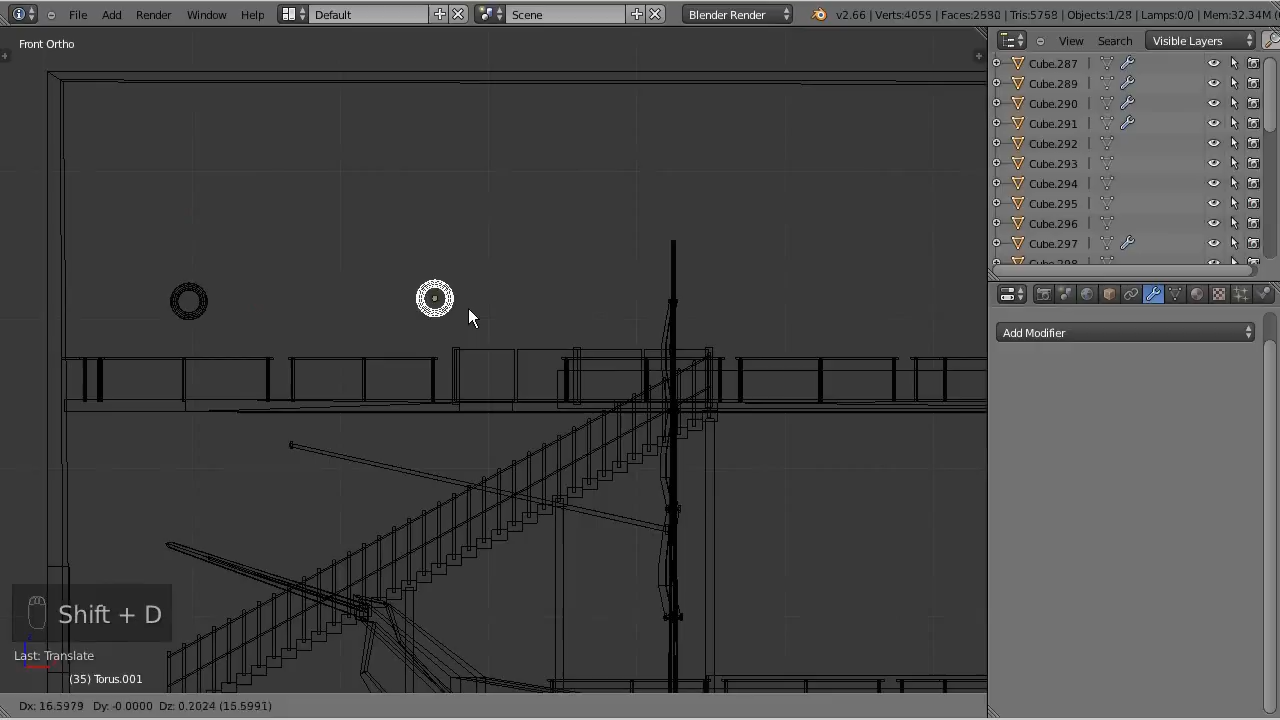 File Add Render Window Help Default Scene Blender Render v2.66 | Verts:4055 | Faces:2580 | Tris:5768 | Objects:1/28 | Lamps:0/0 | Mem:32.34M
Front Ortho
View Search Visible Layers
Cube.287
Cube.289
Cube.290
Cube.291
Cube.292
Cube.293
Cube.294
Cube.295
Cube.296
Cube.297
Add Modifier
Shift + D
Last: Translate
(35) Torus.001
Dx: 16.5979 Dy: -0.0000 Dz: 0.2024 (15.5991)